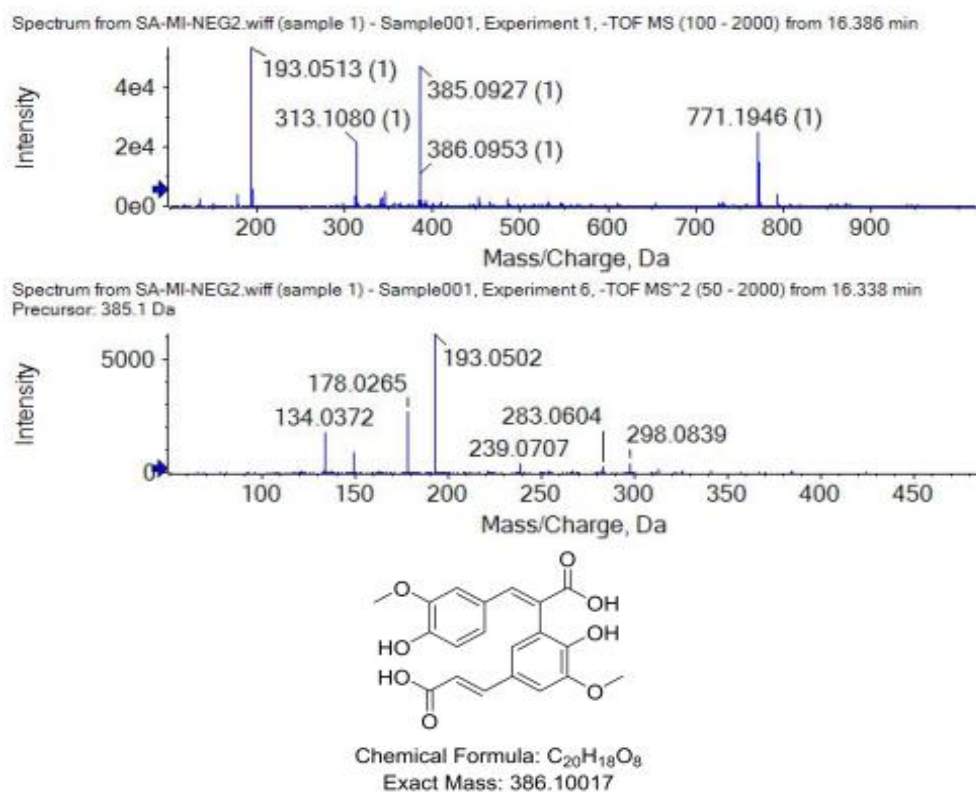 Spectrum from SA-MI-NEG2.wiff (sample 1) - Sample001, Experiment 1, -TOF MS (100 - 2000) from 16.386 min
Intensity
4e4
2e4
0e0
193.0513 (1)
385.0927 (1)
313.1080 (1)
386.0953 (1)
771.1946 (1)
200 300 400 500 600 700 800 900
Mass/Charge, Da
Spectrum from SA-MI-NEG2.wiff (sample 1) - Sample001, Experiment 6, -TOF MS^2 (50 - 2000) from 16.338 min
Precursor: 385.1 Da
Intensity
5000
0
193.0502
178.0265
134.0372
283.0604
239.0707
298.0839
100 150 200 250 300 350 400 450
Mass/Charge, Da
O
O
OH
HO
OH
HO
O
O
Chemical Formula: C₂₀H₁₈O₈
Exact Mass: 386.10017